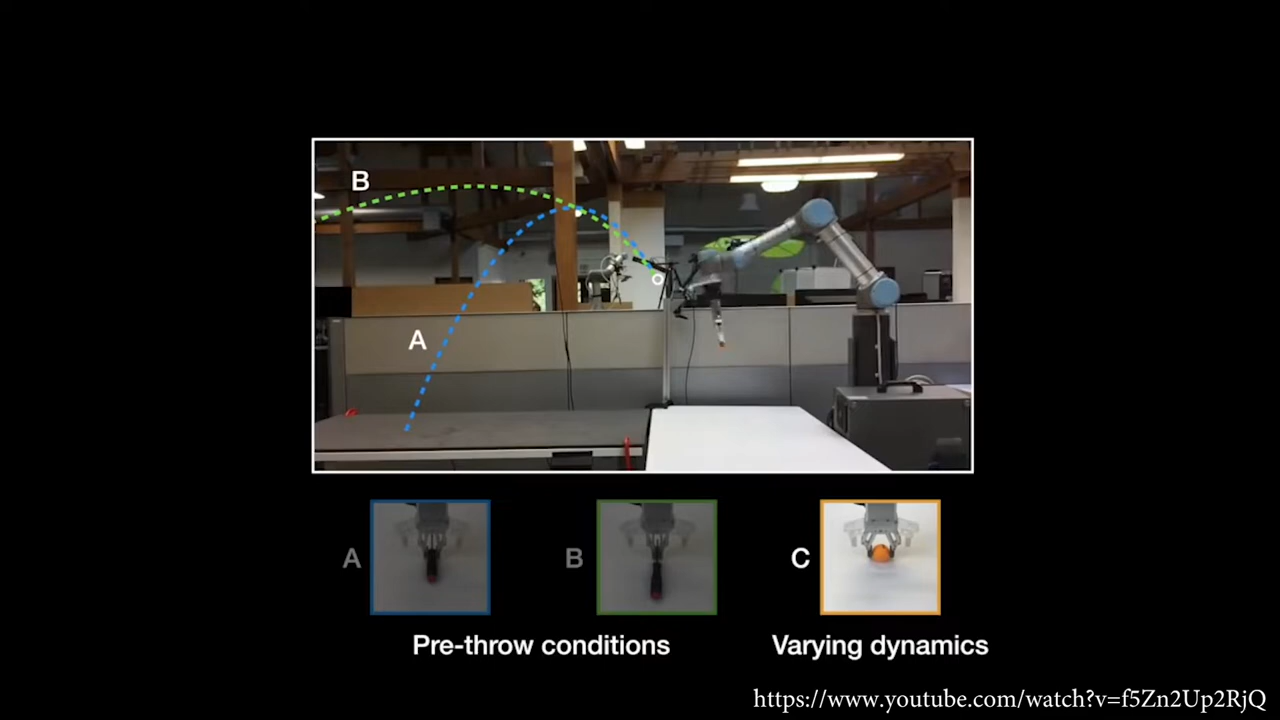 B
A
A
B
C
Pre-throw conditions
Varying dynamics
https://www.youtube.com/watch?v=f5Zn2Up2RjQ